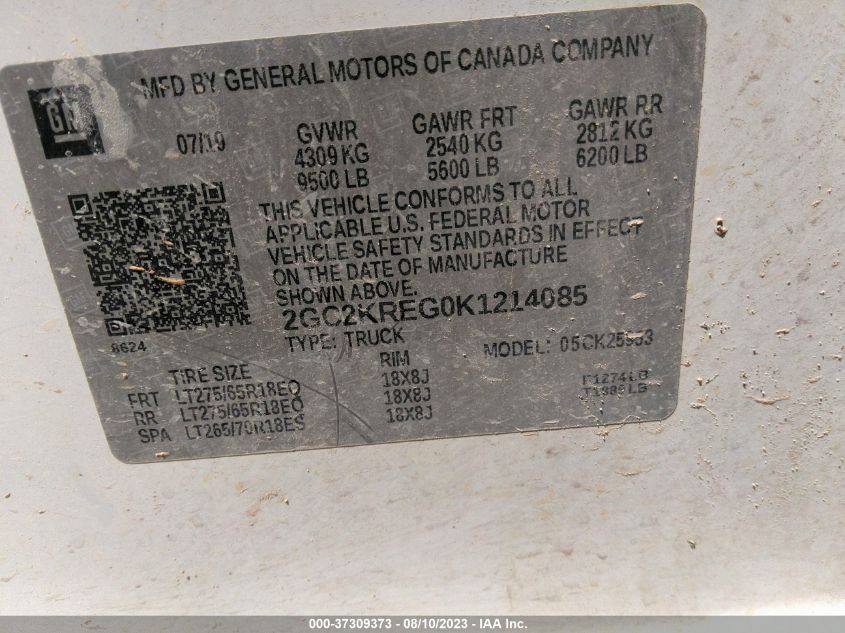 MFD BY GENERAL MOTORS OF CANADA COMPANY
GM
07/19
GVWR
4309 KG
9500 LB
GAWR FRT
2540 KG
5600 LB
GAWR RR
2812 KG
6200 LB
THIS VEHICLE CONFORMS TO ALL
APPLICABLE U.S. FEDERAL MOTOR
VEHICLE SAFETY STANDARDS IN EFFECT
ON THE DATE OF MANUFACTURE
SHOWN ABOVE.
2GC2KREG0K1214085
8624
TYPE: TRUCK
MODEL:
TIRE SIZE RIM
FRT LT275/65R18EO 18X8J
RR LT275/65R18EO 18X8J
SPA LT265/70R18ES 18X8J
000-37309373 — 08/10/2023 — IAA Inc.